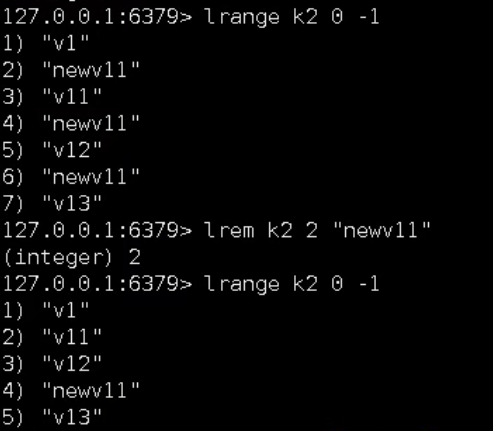 127.0.0.1:6379> lrange k2 0 -1
1) "v1"
2) "newv11"
3) "v11"
4) "newv11"
5) "v12"
6) "newv11"
7) "v13"
127.0.0.1:6379> lrem k2 2 "newv11"
(integer) 2
127.0.0.1:6379> lrange k2 0 -1
1) "v1"
2) "v11"
3) "v12"
4) "newv11"
5) "v13"